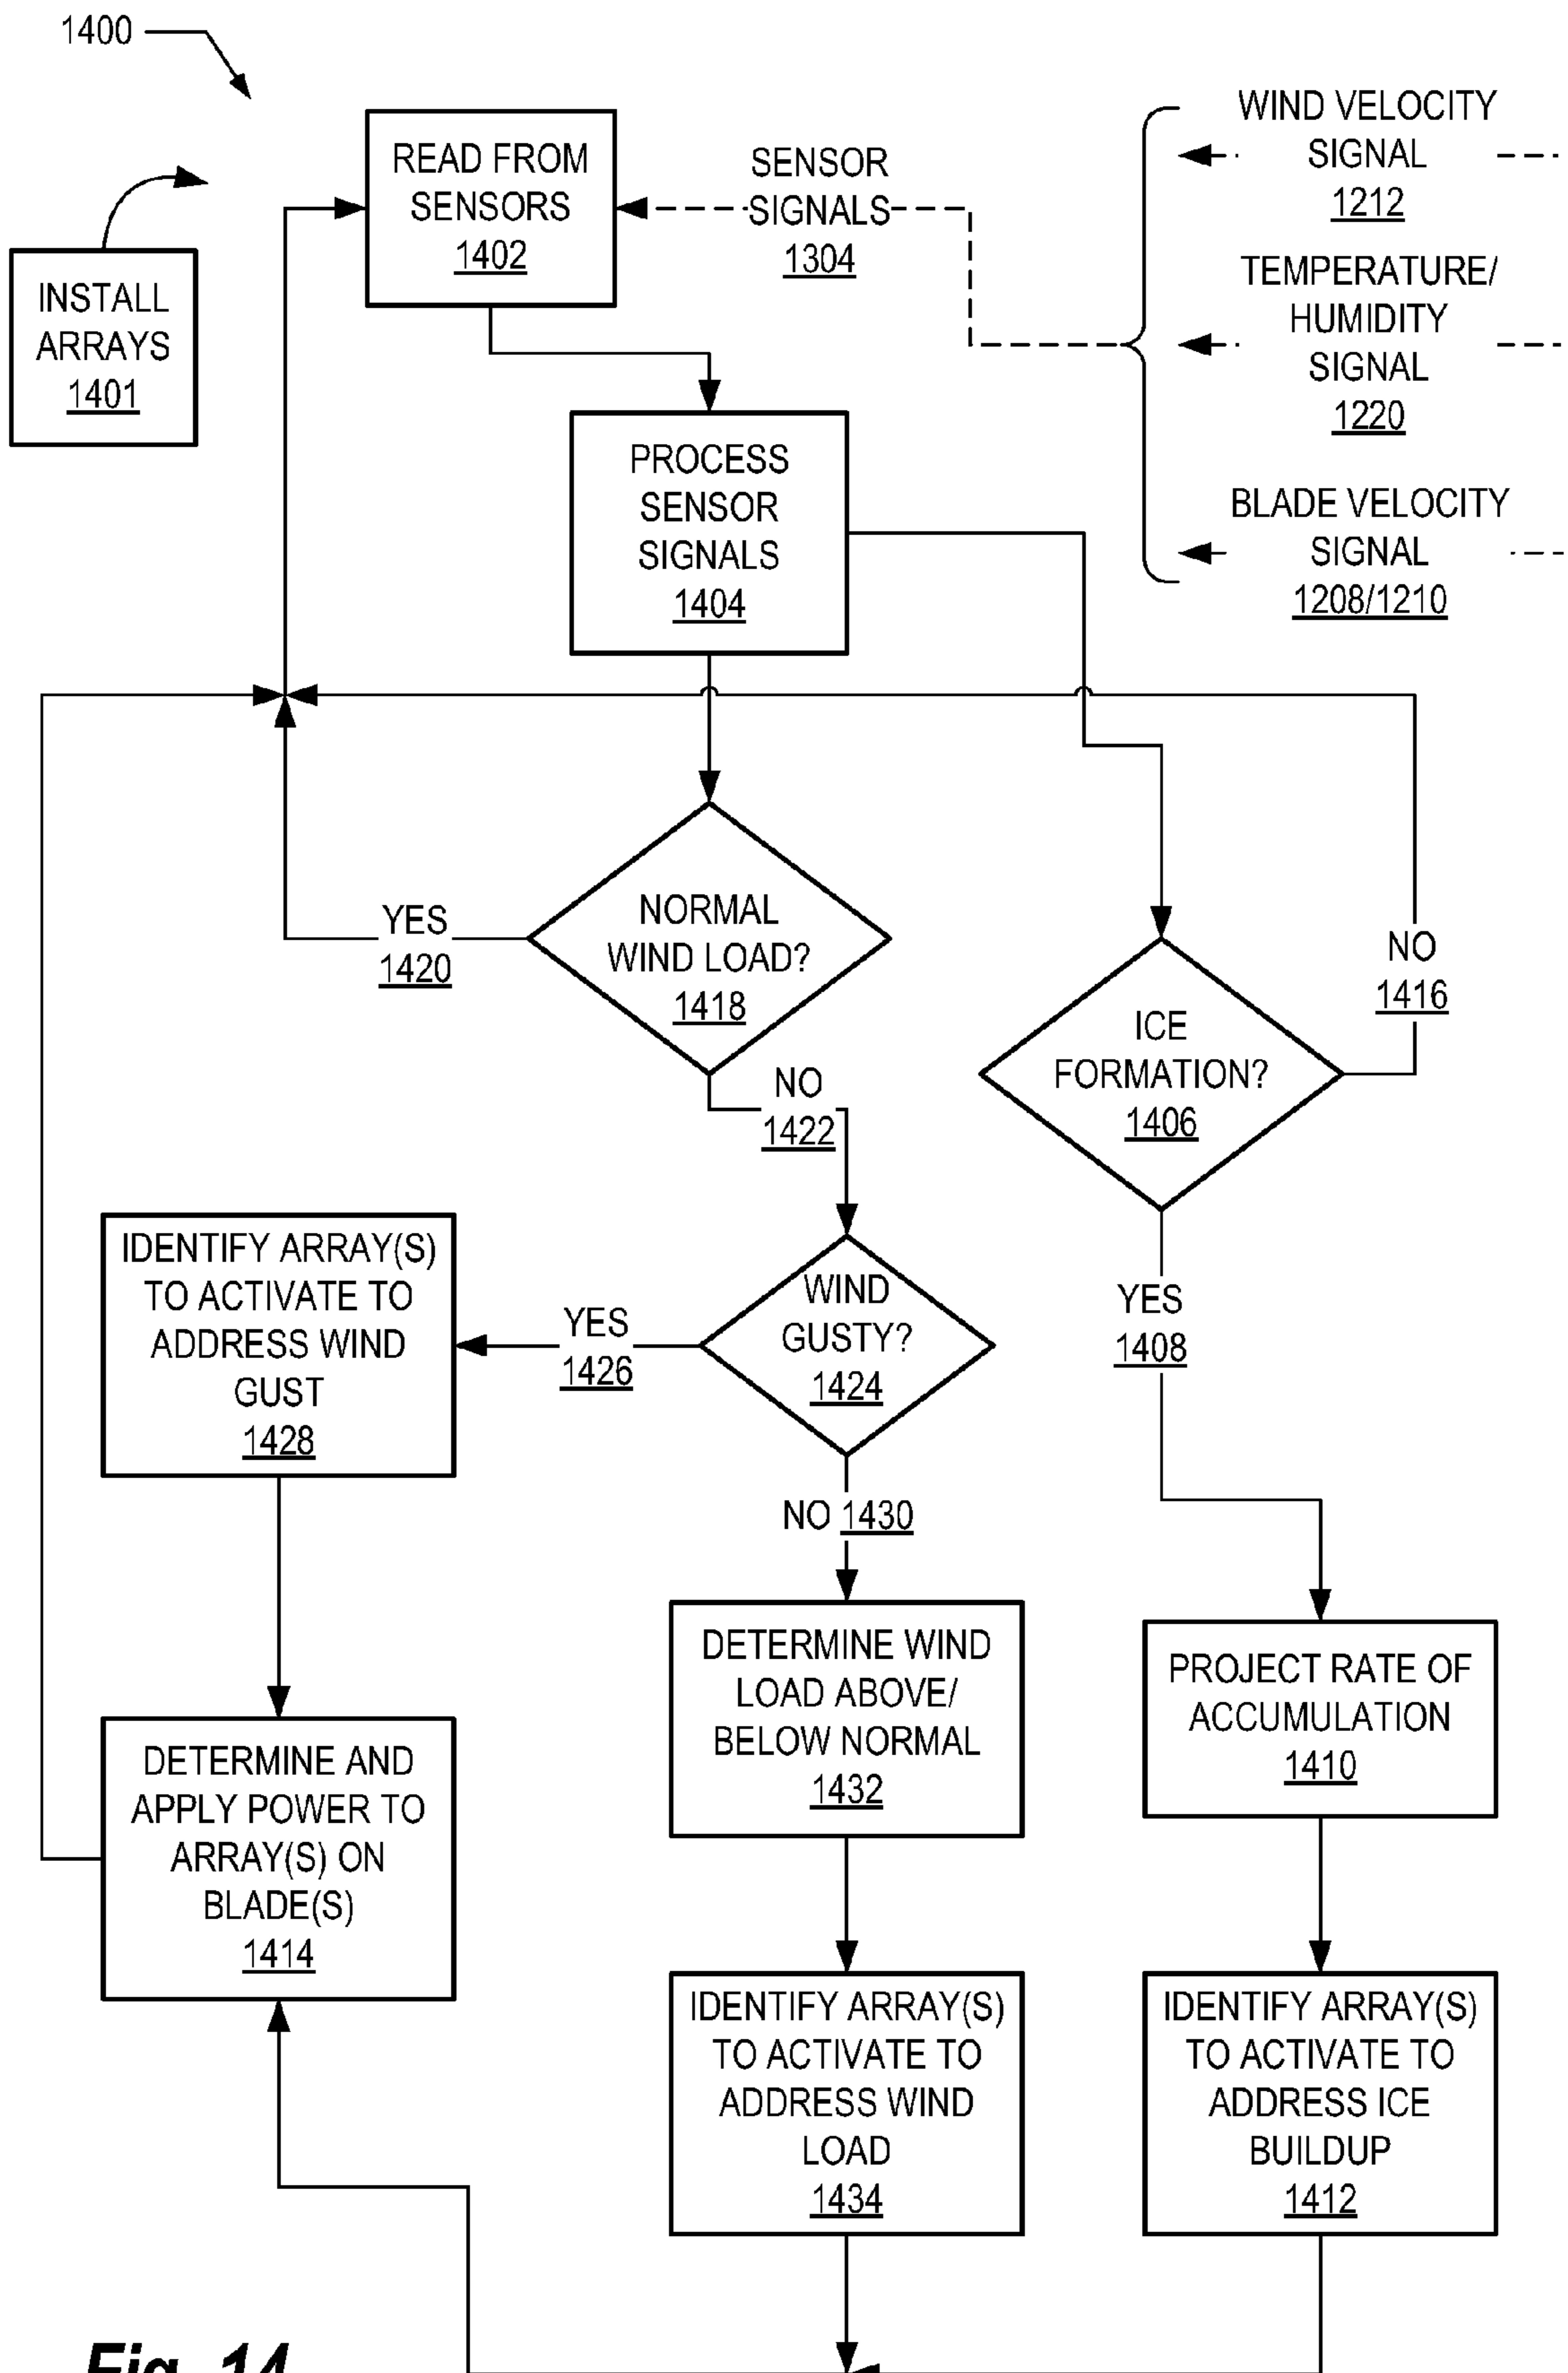 1400
READ FROM
SENSORS
1402
SENSOR
SIGNALS
1304
WIND VELOCITY
SIGNAL
1212
TEMPERATURE/
HUMIDITY
SIGNAL
1220
BLADE VELOCITY
SIGNAL
1208/1210
INSTALL
ARRAYS
1401
PROCESS
SENSOR
SIGNALS
1404
NORMAL
WIND LOAD?
1418
YES
1420
NO
1422
ICE
FORMATION?
1406
NO
1416
YES
1408
WIND
GUSTY?
1424
YES
1426
NO 1430
IDENTIFY ARRAY(S)
TO ACTIVATE TO
ADDRESS WIND
GUST
1428
DETERMINE AND
APPLY POWER TO
ARRAY(S) ON
BLADE(S)
1414
DETERMINE WIND
LOAD ABOVE/
BELOW NORMAL
1432
PROJECT RATE OF
ACCUMULATION
1410
IDENTIFY ARRAY(S)
TO ACTIVATE TO
ADDRESS WIND
LOAD
1434
IDENTIFY ARRAY(S)
TO ACTIVATE TO
ADDRESS ICE
BUILDUP
1412
Fig. 14